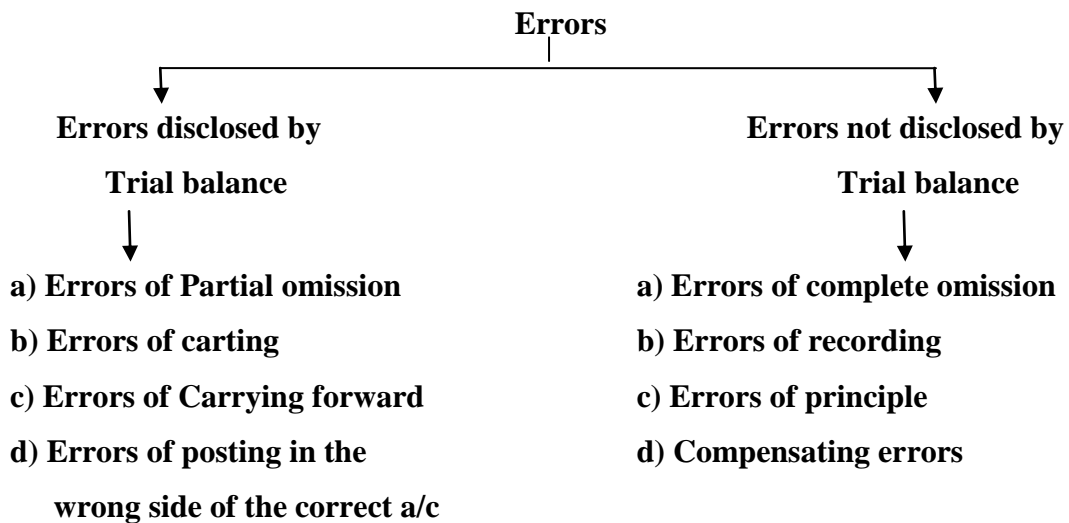 Errors
Errors disclosed by
Trial balance
a) Errors of Partial omission
b) Errors of carting
c) Errors of Carrying forward
d) Errors of posting in the
wrong side of the correct a/c
Errors not disclosed by
Trial balance
a) Errors of complete omission
b) Errors of recording
c) Errors of principle
d) Compensating errors